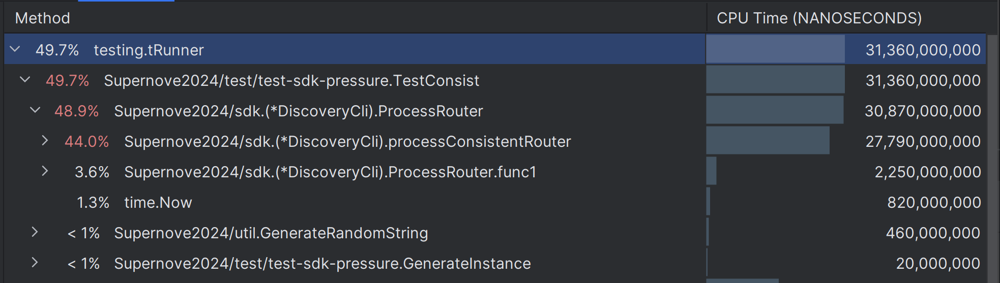 Method CPU Time (NANOSECONDS)
49.7% testing.tRunner 31,360,000,000
49.7% Supernove2024/test/test-sdk-pressure.TestConsist 31,360,000,000
48.9% Supernove2024/sdk.(*DiscoveryCli).ProcessRouter 30,870,000,000
44.0% Supernove2024/sdk.(*DiscoveryCli).processConsistentRouter 27,790,000,000
3.6% Supernove2024/sdk.(*DiscoveryCli).ProcessRouter.func1 2,250,000,000
1.3% time.Now 820,000,000
< 1% Supernove2024/util.GenerateRandomString 460,000,000
< 1% Supernove2024/test/test-sdk-pressure.GenerateInstance 20,000,000